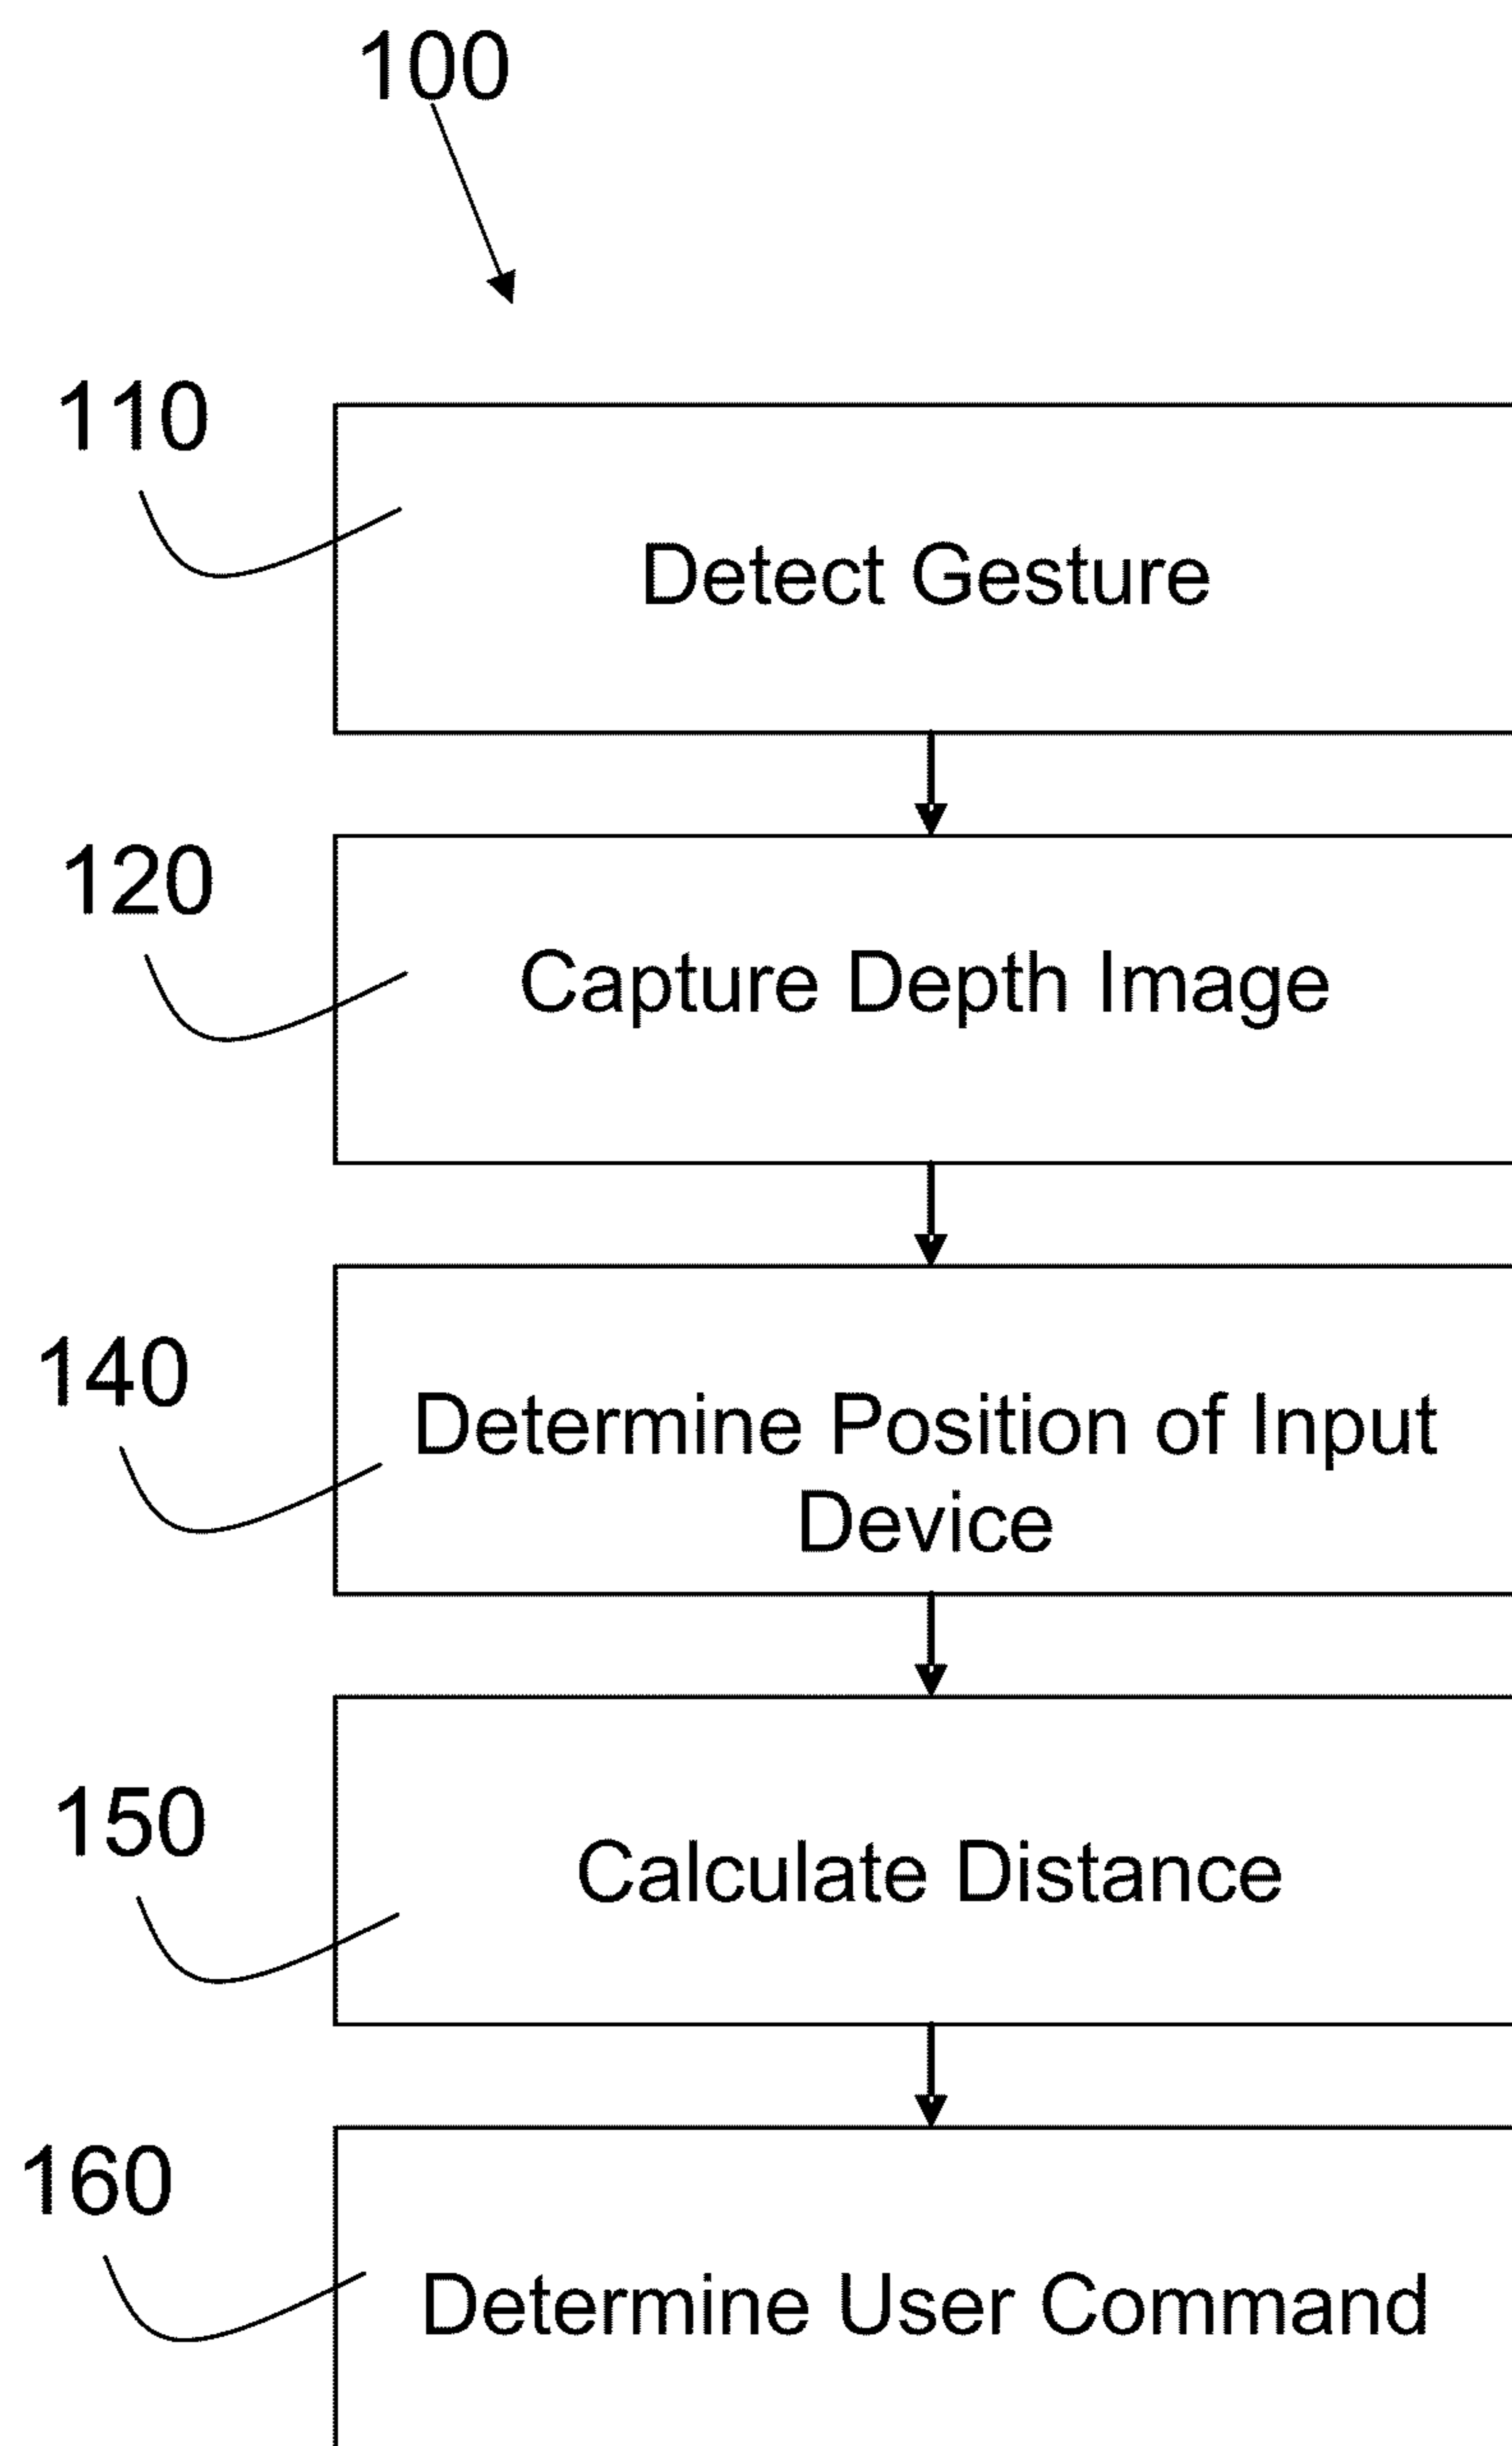 100
110
Detect Gesture
120
Capture Depth Image
140
Determine Position of Input
Device
150
Calculate Distance
160
Determine User Command